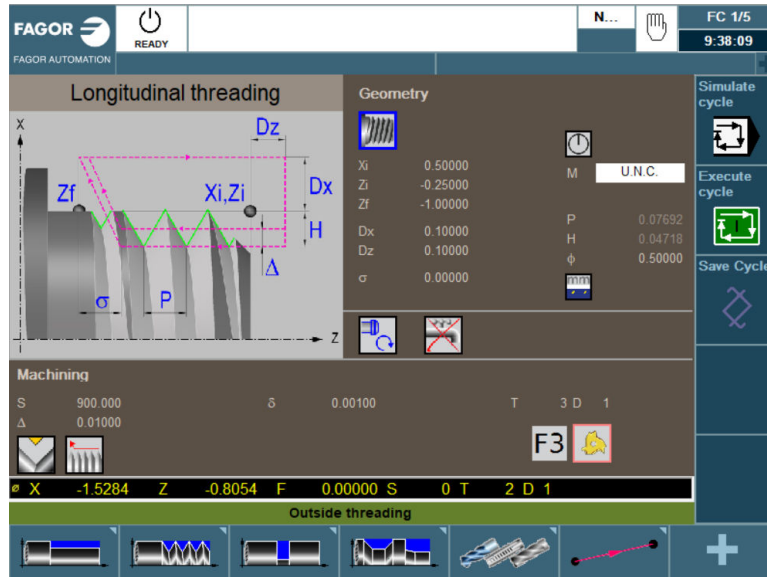 FAGOR
READY
N...
FC 1/5
9:38:09
FAGOR AUTOMATION
Longitudinal threading
X
Dz
Zf
Xi,Zi
Dx
H
Δ
σ
P
Z
Geometry
Xi 0.50000
Zi -0.25000
Zf -1.00000
Dx 0.10000
Dz 0.10000
σ 0.00000
M U.N.C.
P 0.07692
H 0.04718
ϕ 0.50000
mm
Simulate
cycle
Execute
cycle
Save Cycle
Machining
S 900.000 δ 0.00100 T 3 D 1
Δ 0.01000
F3
ø X -1.5284 Z -0.8054 F 0.00000 S 0 T 2 D 1
Outside threading